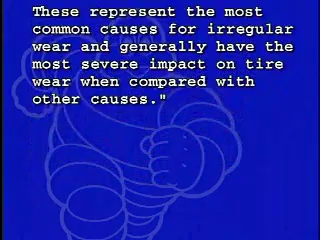 These represent the most
common causes for irregular
wear and generally have the
most severe impact on tire
wear when compared with
other causes."